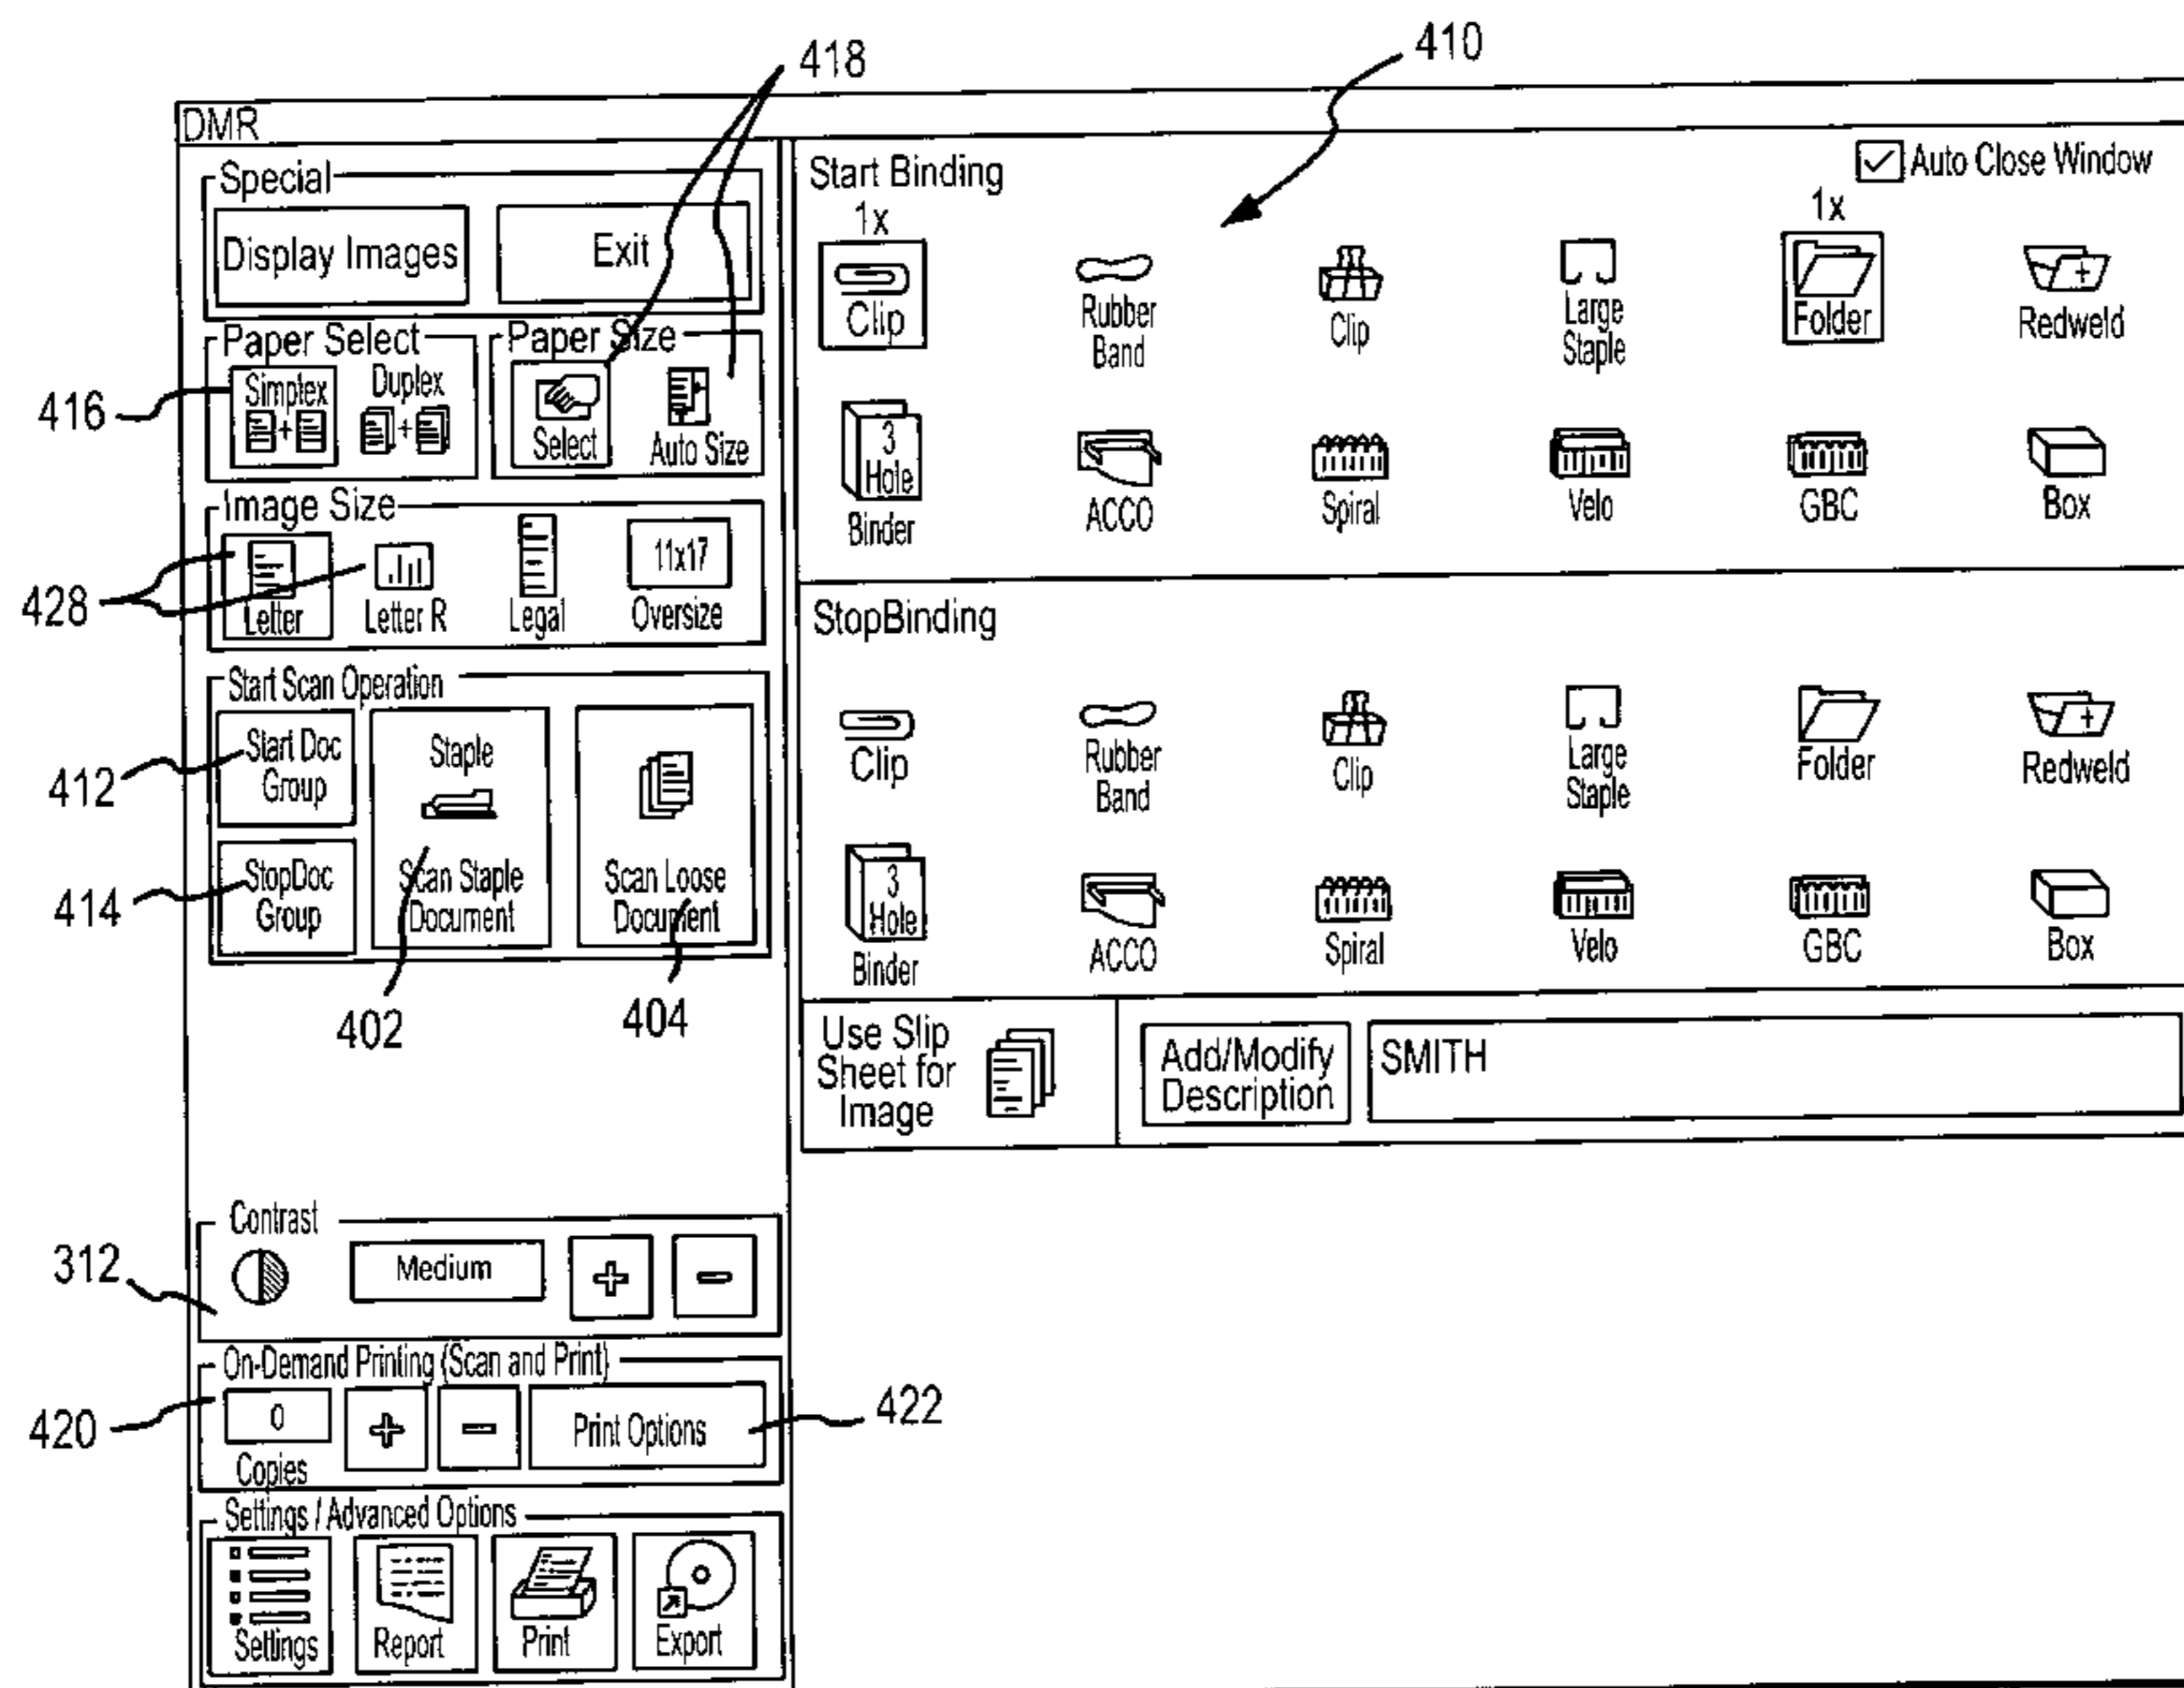 418
410
DMR
Special
Display Images
Exit
Paper Select
Simplex
Duplex
Paper Size
Select
Auto Size
416
Image Size
428
Letter
Letter R
Legal
11x17
Oversize
Start Scan Operation
412
Start Doc
Group
414
StopDoc
Group
Staple
Scan Staple
Document
Scan Loose
Document
402
404
312
Contrast
Medium
+
-
420
On-Demand Printing (Scan and Print)
0
Copies
+
-
Print Options
422
Settings / Advanced Options
Settings
Report
Print
Export
Start Binding
Auto Close Window
1x
Clip
Rubber
Band
Clip
Large
Staple
1x
Folder
Redweld
3
Hole
Binder
ACCO
Spiral
Velo
GBC
Box
StopBinding
Clip
Rubber
Band
Clip
Large
Staple
Folder
Redweld
3
Hole
Binder
ACCO
Spiral
Velo
GBC
Box
Use Slip
Sheet for
Image
Add/Modify
Description
SMITH